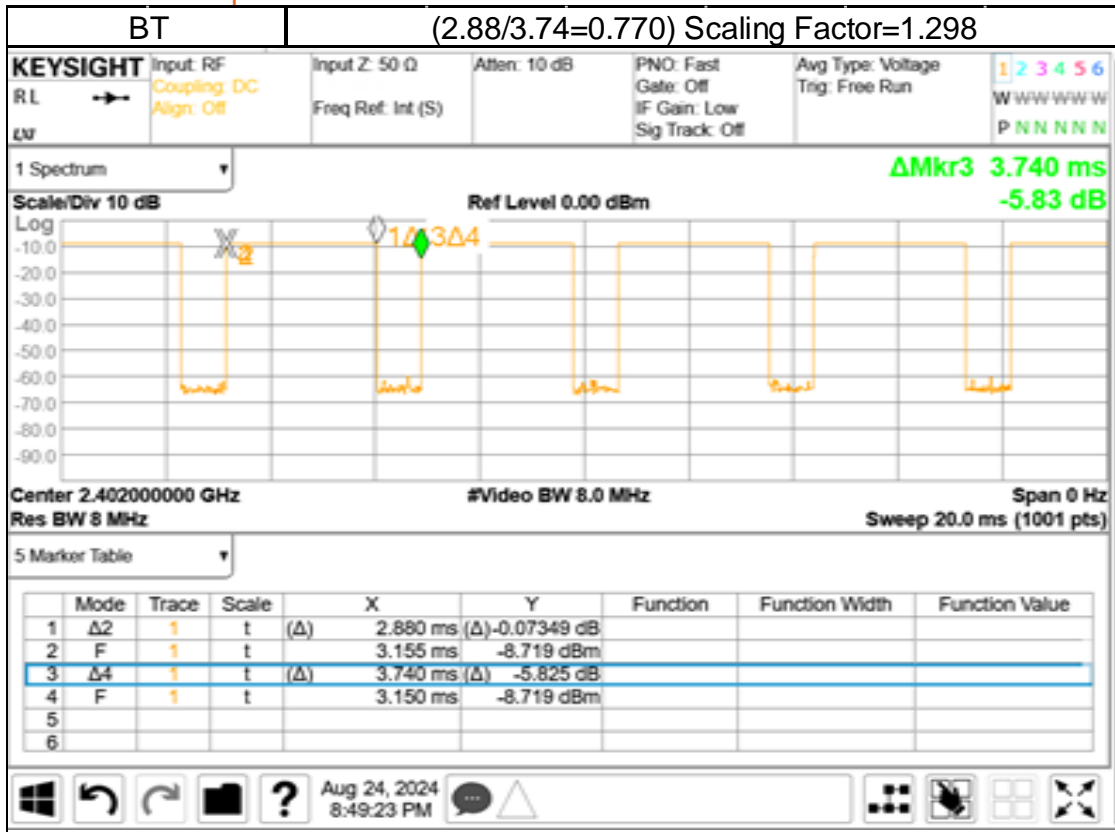 BT (2.88/3.74=0.770) Scaling Factor=1.298
KEYSIGHT Input: RF Input Z: 50 Ω Atten: 10 dB PNO: Fast Avg Type: Voltage 1 2 3 4 5 6
RL Coupling: DC Gate: Off Trig: Free Run
Align: Off Freq Ref: Int (S) IF Gain: Low W W W W W W
Sig Track: Off P N N N N N
1 Spectrum ΔMkr3 3.740 ms
Scale/Div 10 dB Ref Level 0.00 dBm -5.83 dB
Log
1Δ 3Δ4
-10.0
2
-20.0
-30.0
-40.0
-50.0
-60.0
-70.0
-80.0
-90.0
Center 2.402000000 GHz #Video BW 8.0 MHz Span 0 Hz
Res BW 8 MHz Sweep 20.0 ms (1001 pts)
5 Marker Table
Mode Trace Scale X Y Function Function Width Function Value
1 Δ2 1 t (Δ) 2.880 ms (Δ) -0.07349 dB
2 F 1 t 3.155 ms -8.719 dBm
3 Δ4 1 t (Δ) 3.740 ms (Δ) -5.825 dB
4 F 1 t 3.150 ms -8.719 dBm
5
6
? Aug 24, 2024
8:49:23 PM